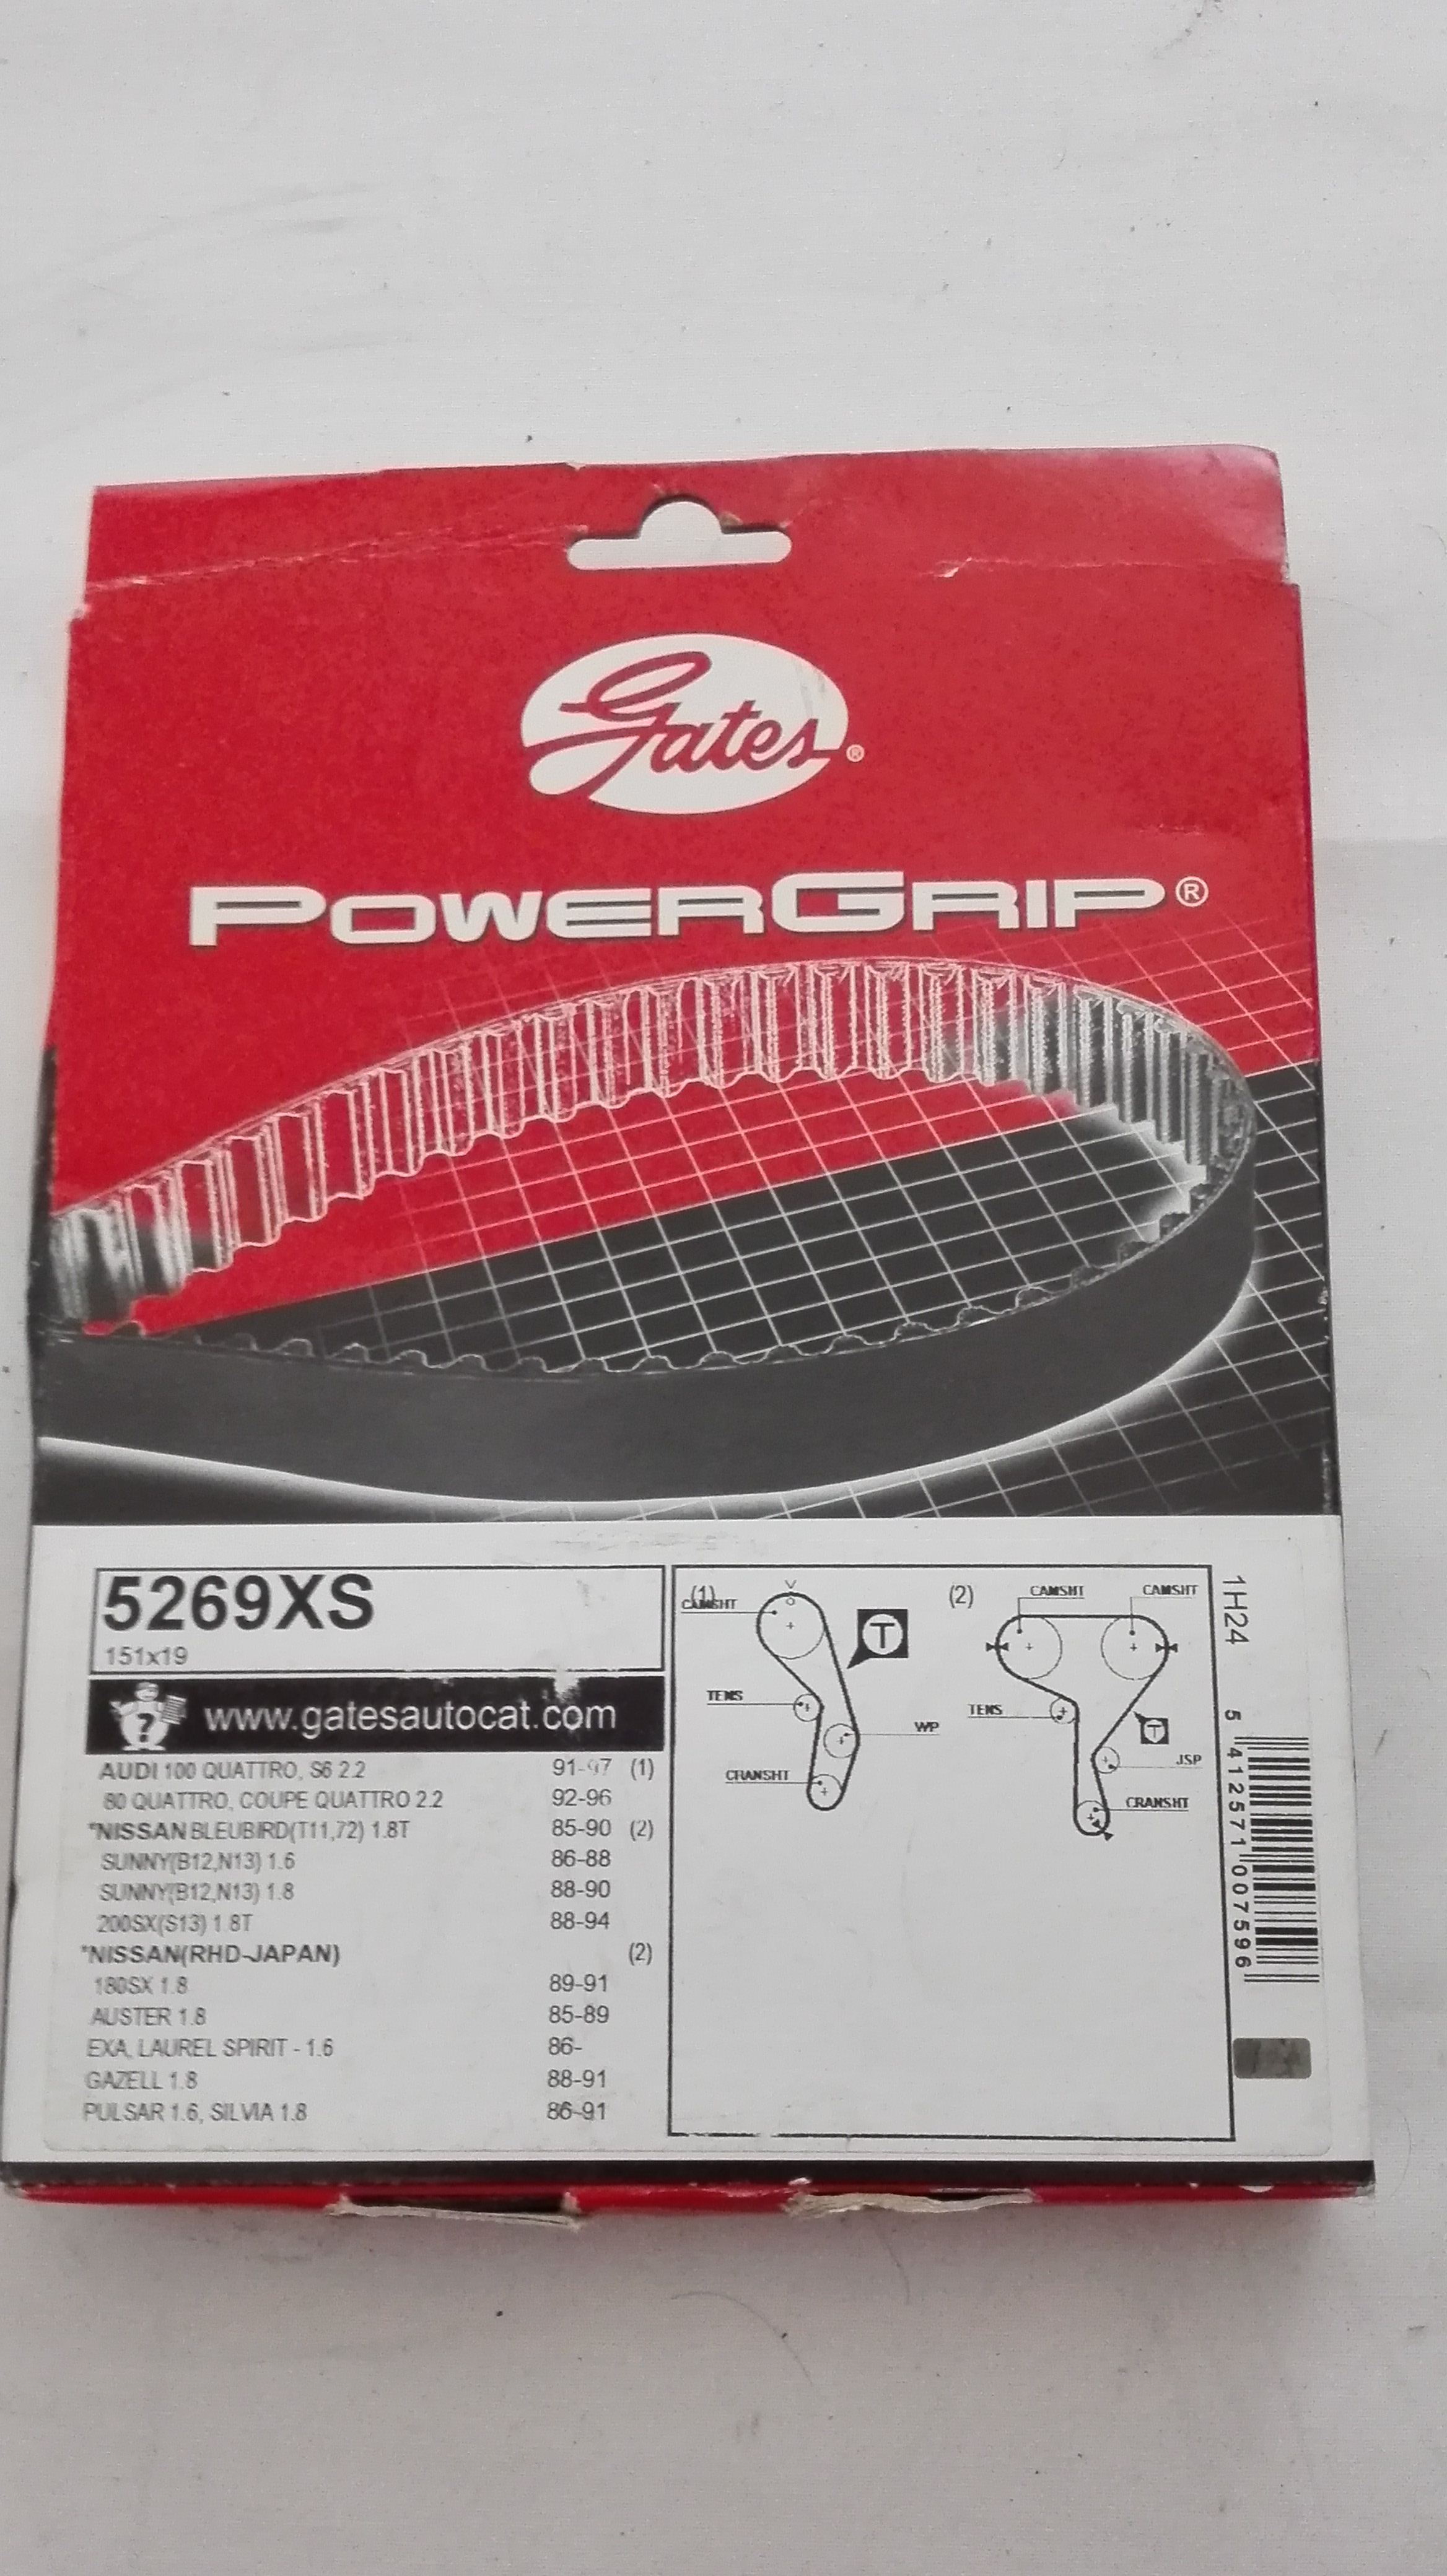 Gates®
POWERGRIP®
5269XS
151x19
www.gatesautocat.com
AUDI 100 QUATTRO, S6 2.2 91-97 (1)
80 QUATTRO, COUPE QUATTRO 2.2 92-96
*NISSAN BLEUBIRD(T11,72) 1.8T 85-90 (2)
SUNNY(B12,N13) 1.6 86-88
SUNNY(B12,N13) 1.8 88-90
200SX(S13) 1 8T 88-94
*NISSAN(RHD-JAPAN) (2)
180SX 1.8 89-91
AUSTER 1.8 85-89
EXA, LAUREL SPIRIT - 1.6 86-
GAZELL 1.8 88-91
PULSAR 1.6, SILVIA 1.8 86-91
(1)
CAMSHT
T
TENS
WP
CRANSHT
(2)
CAMSHT CAMSHT
TENS
T
JSP
CRANSHT
1H24
5 412571 007596